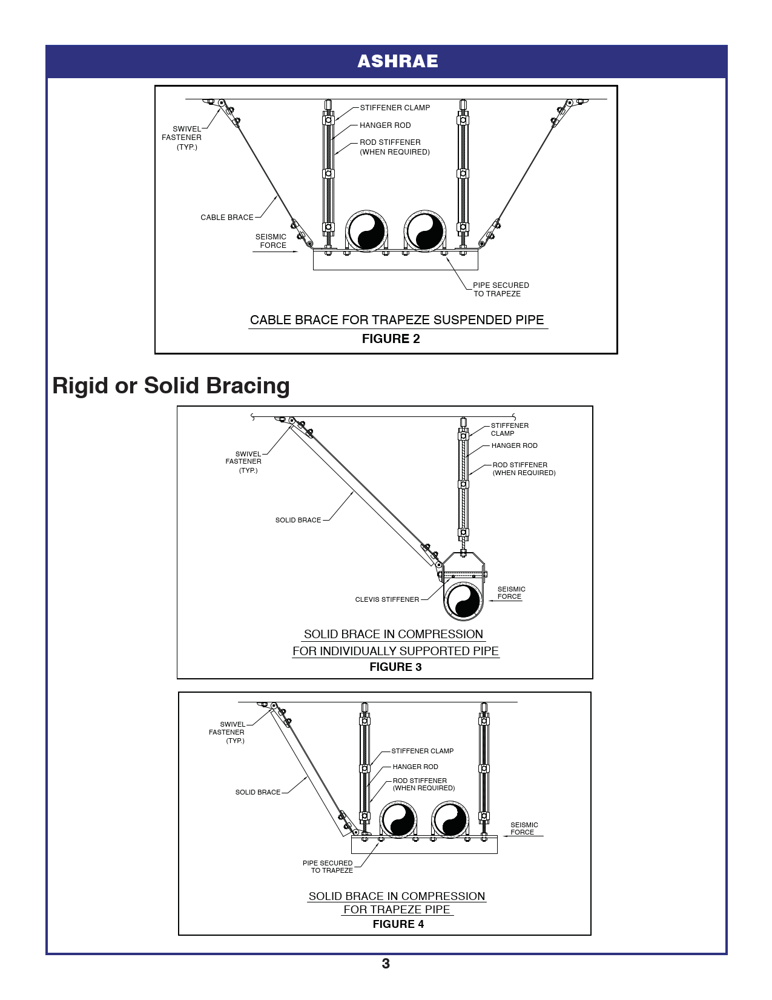 ASHRAE
STIFFENER CLAMP
HANGER ROD
ROD STIFFENER
(WHEN REQUIRED)
SWIVEL
FASTENER
(TYP.)
CABLE BRACE
SEISMIC
FORCE
PIPE SECURED
TO TRAPEZE
CABLE BRACE FOR TRAPEZE SUSPENDED PIPE
FIGURE 2
Rigid or Solid Bracing
STIFFENER
CLAMP
HANGER ROD
ROD STIFFENER
(WHEN REQUIRED)
SWIVEL
FASTENER
(TYP.)
SOLID BRACE
CLEVIS STIFFENER
SEISMIC
FORCE
SOLID BRACE IN COMPRESSION
FOR INDIVIDUALLY SUPPORTED PIPE
FIGURE 3
SWIVEL
FASTENER
(TYP.)
STIFFENER CLAMP
HANGER ROD
ROD STIFFENER
(WHEN REQUIRED)
SOLID BRACE
SEISMIC
FORCE
PIPE SECURED
TO TRAPEZE
SOLID BRACE IN COMPRESSION
FOR TRAPEZE PIPE
FIGURE 4
3